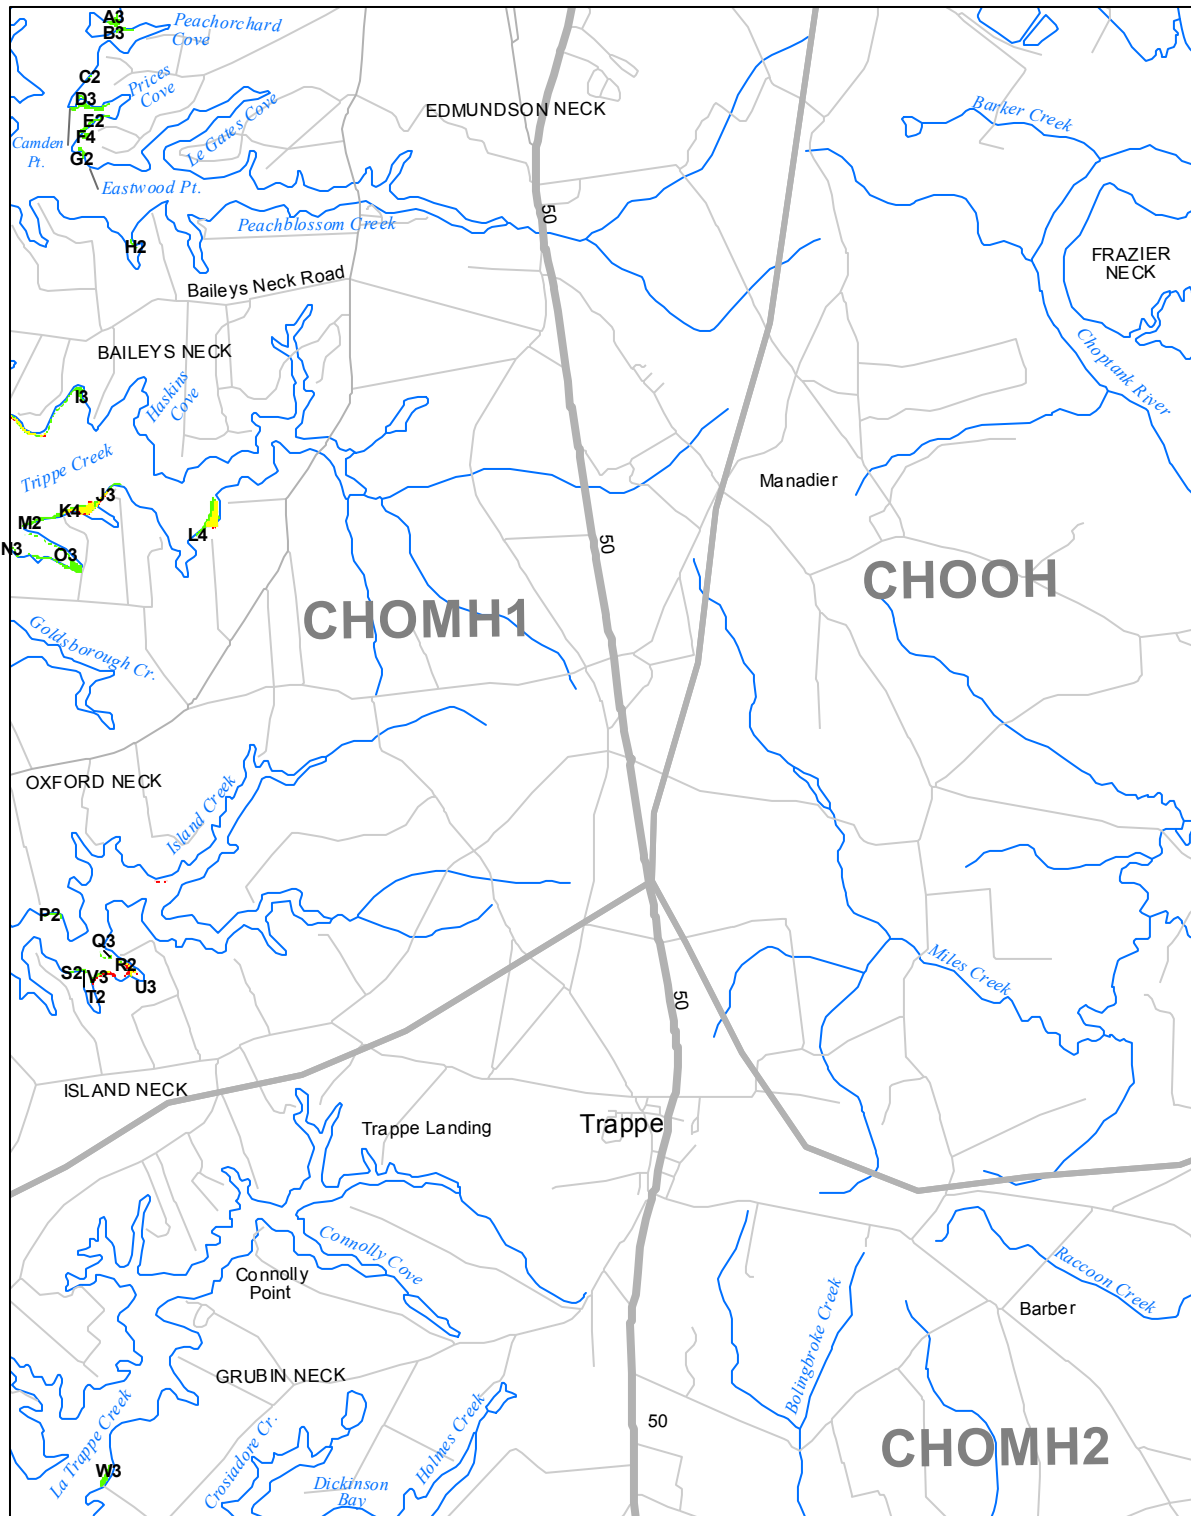 A3
B3
Peachorchard
Cove
C2
Prices
Cove
D3
E2
F4
G2
Camden
Pt.
Le Gates Cove
Eastwood Pt.
EDMUNDSON NECK
Barker Creek
50
Peachblossom Creek
H2
FRAZIER
NECK
Baileys Neck Road
BAILEYS NECK
Choptank River
I3
Haskins
Cove
Trippe Creek
Manadier
J3
K4
M2
L4
N3
O3
50
CHOOH
CHOMH1
Goldsborough Cr.
OXFORD NECK
Island Creek
P2
Q3
R2
S2
V3
U3
T2
Miles Creek
50
ISLAND NECK
Trappe Landing
Trappe
Connolly Cove
Connolly
Point
Raccoon Creek
Barber
Bolingbroke Creek
GRUBIN NECK
La Trappe Creek
W3
Crosiadore Cr.
Dickinson
Bay
Holmes Creek
50
CHOMH2